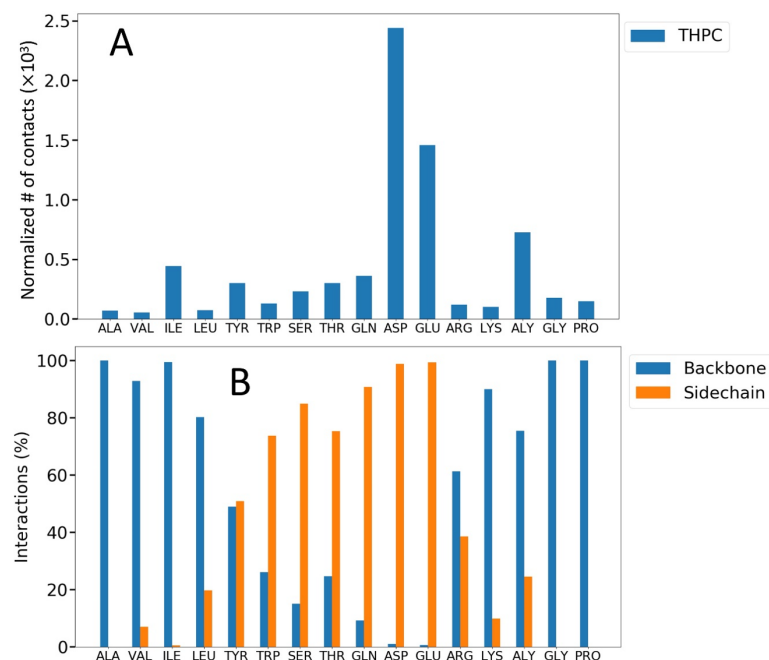 A
THPC
Normalized # of contacts (×10³)
2.5
2.0
1.5
1.0
0.5
0.0
ALA VAL ILE LEU TYR TRP SER THR GLN ASP GLU ARG LYS ALY GLY PRO
B
Backbone
Sidechain
Interactions (%)
100
80
60
40
20
0
ALA VAL ILE LEU TYR TRP SER THR GLN ASP GLU ARG LYS ALY GLY PRO